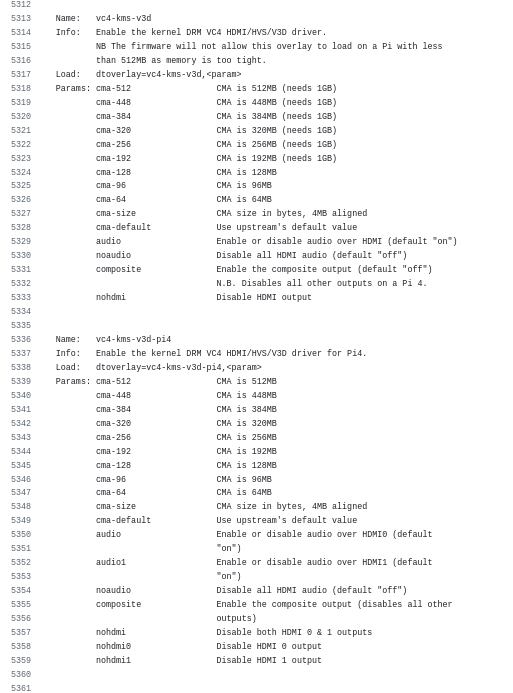 5312
5313 Name:   vc4-kms-v3d
5314 Info:   Enable the kernel DRM VC4 HDMI/HVS/V3D driver.
5315         NB The firmware will not allow this overlay to load on a Pi with less
5316         than 512MB as memory is too tight.
5317 Load:   dtoverlay=vc4-kms-v3d,<param>
5318 Params: cma-512                 CMA is 512MB (needs 1GB)
5319         cma-448                 CMA is 448MB (needs 1GB)
5320         cma-384                 CMA is 384MB (needs 1GB)
5321         cma-320                 CMA is 320MB (needs 1GB)
5322         cma-256                 CMA is 256MB (needs 1GB)
5323         cma-192                 CMA is 192MB (needs 1GB)
5324         cma-128                 CMA is 128MB
5325         cma-96                  CMA is 96MB
5326         cma-64                  CMA is 64MB
5327         cma-size                CMA size in bytes, 4MB aligned
5328         cma-default             Use upstream's default value
5329         audio                   Enable or disable audio over HDMI (default "on")
5330         noaudio                 Disable all HDMI audio (default "off")
5331         composite               Enable the composite output (default "off")
5332                                 N.B. Disables all other outputs on a Pi 4.
5333         nohdmi                  Disable HDMI output
5334
5335
5336 Name:   vc4-kms-v3d-pi4
5337 Info:   Enable the kernel DRM VC4 HDMI/HVS/V3D driver for Pi4.
5338 Load:   dtoverlay=vc4-kms-v3d-pi4,<param>
5339 Params: cma-512                 CMA is 512MB
5340         cma-448                 CMA is 448MB
5341         cma-384                 CMA is 384MB
5342         cma-320                 CMA is 320MB
5343         cma-256                 CMA is 256MB
5344         cma-192                 CMA is 192MB
5345         cma-128                 CMA is 128MB
5346         cma-96                  CMA is 96MB
5347         cma-64                  CMA is 64MB
5348         cma-size                CMA size in bytes, 4MB aligned
5349         cma-default             Use upstream's default value
5350         audio                   Enable or disable audio over HDMI0 (default
5351                                 "on")
5352         audio1                  Enable or disable audio over HDMI1 (default
5353                                 "on")
5354         noaudio                 Disable all HDMI audio (default "off")
5355         composite               Enable the composite output (disables all other
5356                                 outputs)
5357         nohdmi                  Disable both HDMI 0 & 1 outputs
5358         nohdmi0                 Disable HDMI 0 output
5359         nohdmi1                 Disable HDMI 1 output
5360
5361